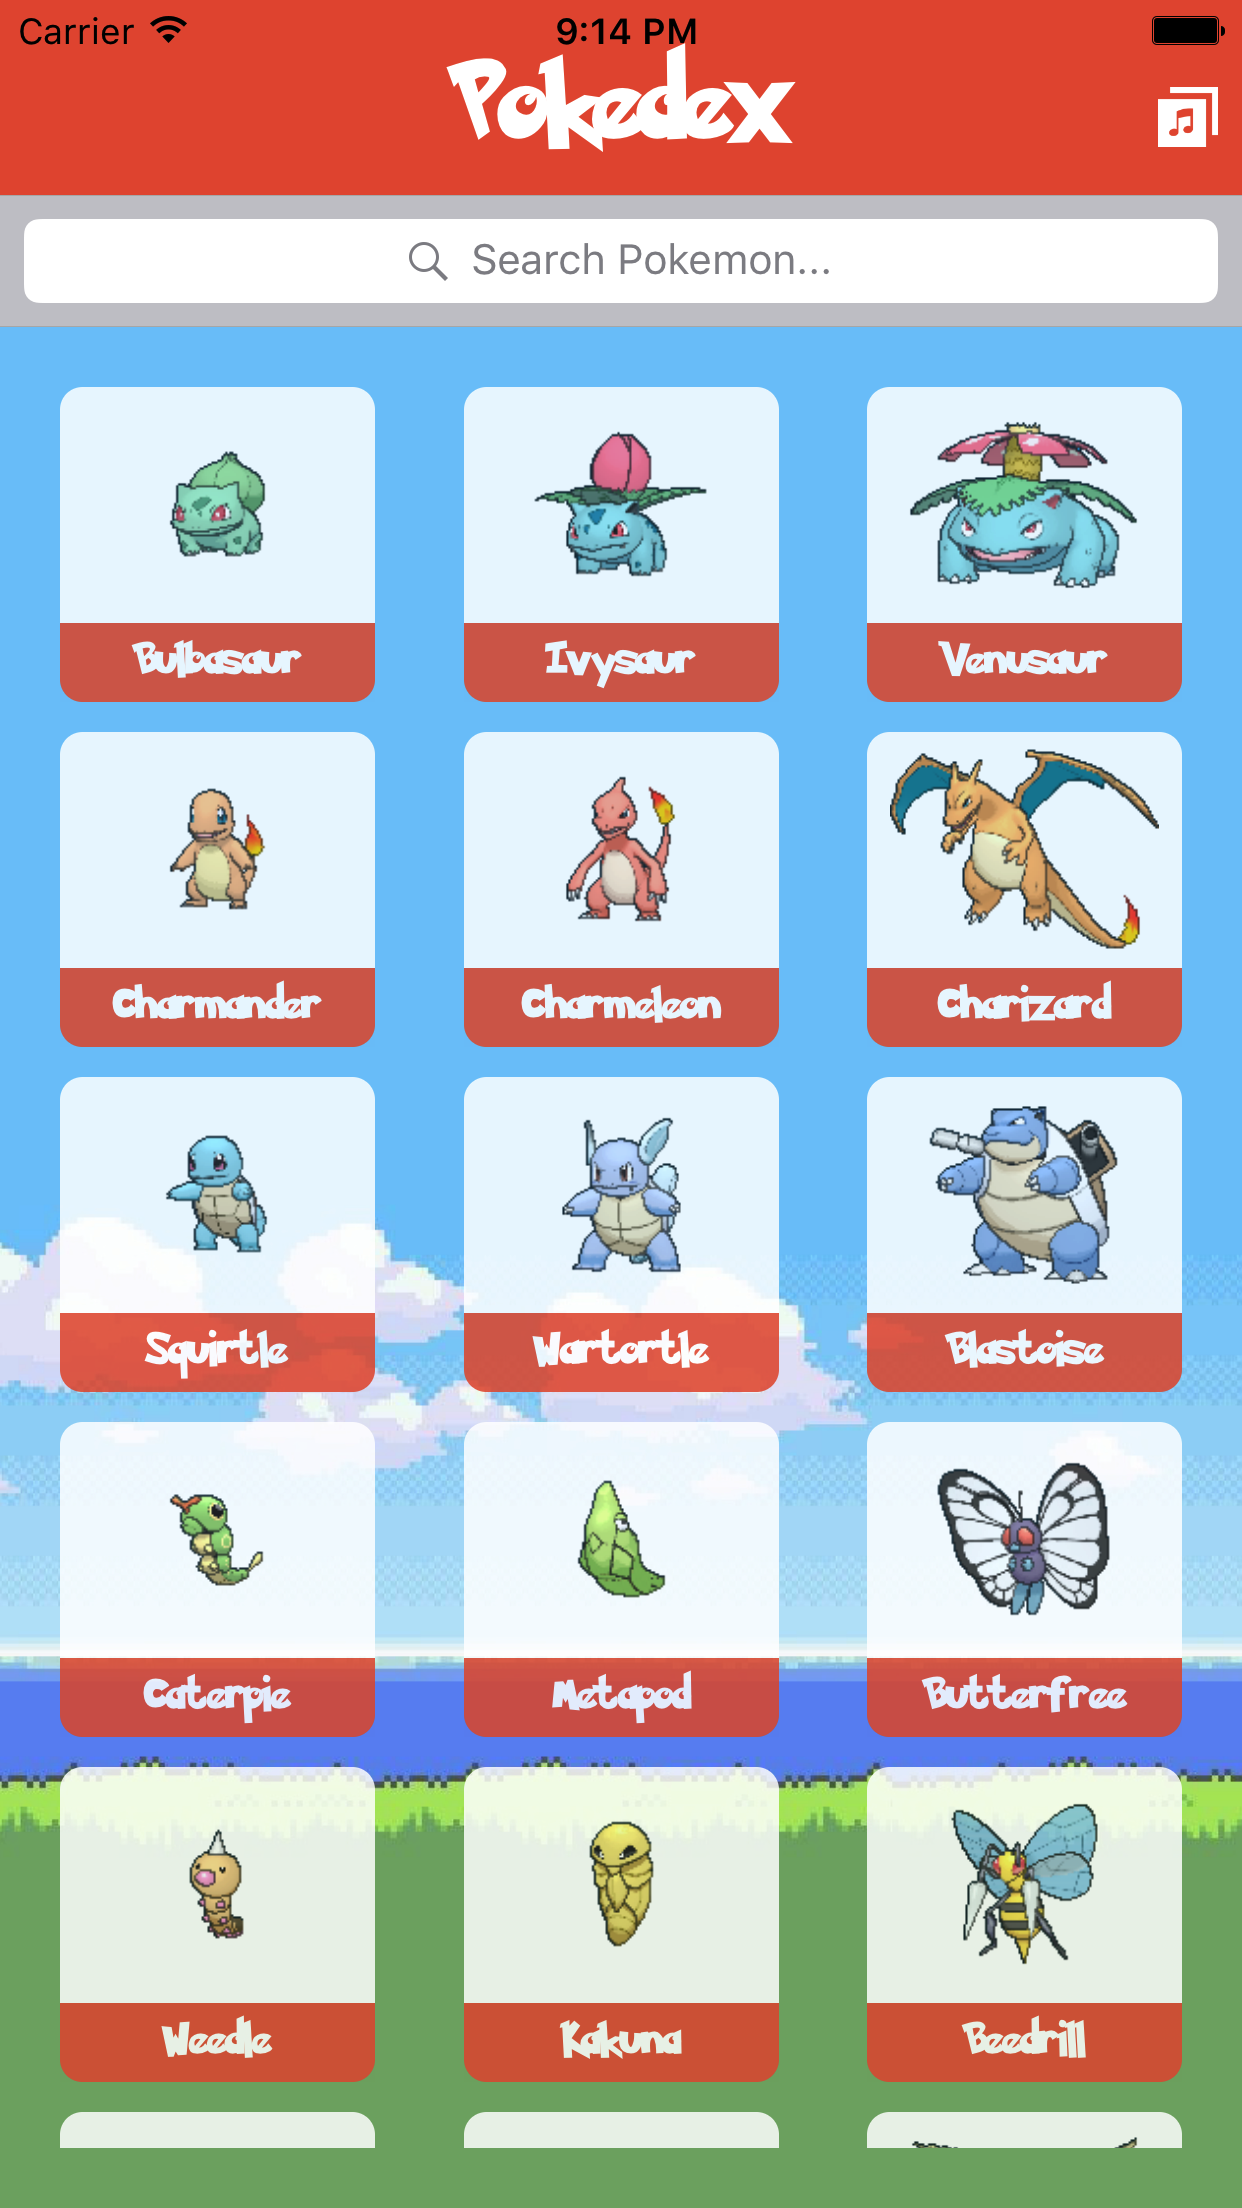 Carrier 9:14 PM
Pokedex
Search Pokemon...
Bulbasaur Ivysaur Venusaur
Charmander Charmeleon Charizard
Squirtle Wartortle Blastoise
Caterpie Metapod Butterfree
Weedle Kakuna Beedrill